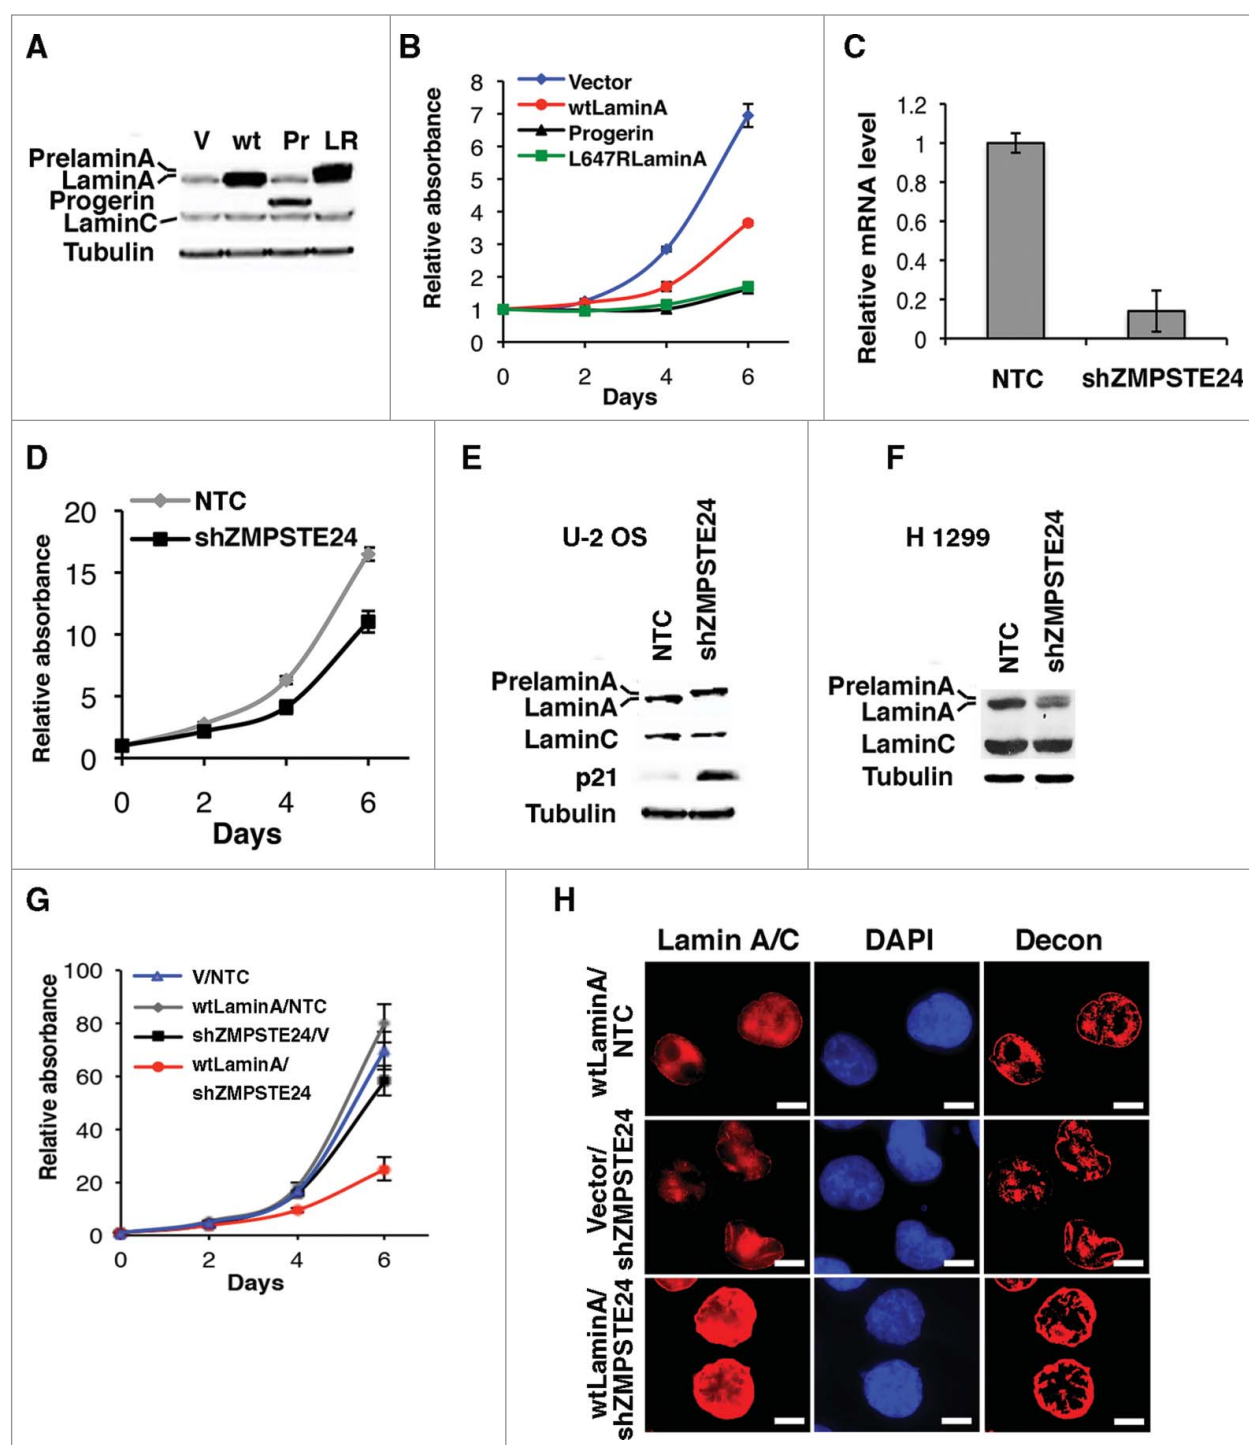 A
V wt Pr LR
PrelaminA
LaminA
Progerin
LaminC
Tubulin
B
Vector
wtLaminA
Progerin
L647RLaminA
Relative absorbance
8
7
6
5
4
3
2
1
0
0 2 4 6
Days
C
Relative mRNA level
1.2
1
0.8
0.6
0.4
0.2
0
NTC shZMPSTE24
D
NTC
shZMPSTE24
Relative absorbance
20
15
10
5
0
0 2 4 6
Days
E
U-2 OS
NTC
shZMPSTE24
PrelaminA
LaminA
LaminC
p21
Tubulin
F
H 1299
NTC
shZMPSTE24
PrelaminA
LaminA
LaminC
Tubulin
G
V/NTC
wtLaminA/NTC
shZMPSTE24/V
wtLaminA/
shZMPSTE24
Relative absorbance
100
80
60
40
20
0
0 2 4 6
Days
H
Lamin A/C DAPI Decon
wtLaminA/
NTC
Vector/
shZMPSTE24
wtLaminA/
shZMPSTE24